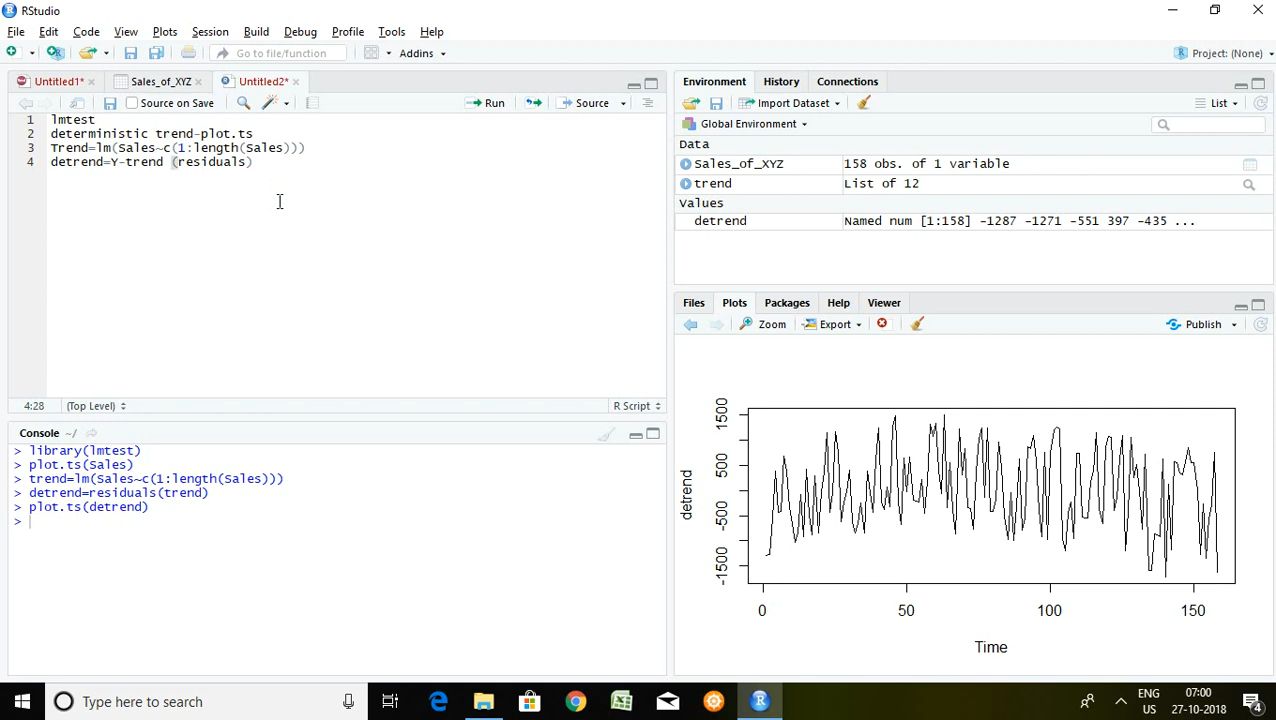 RStudio
File Edit Code View Plots Session Build Debug Profile Tools Help
Go to file/function Addins Project: (None)
Untitled1* Sales_of_XYZ Untitled2*
Source on Save Run Source
1 lmtest
2 deterministic trend-plot.ts
3 Trend=lm(Sales~c(1:length(Sales)))
4 detrend=Y-trend (residuals)
4:28 (Top Level) R Script
Console ~/
> library(lmtest)
> plot.ts(Sales)
> trend=lm(Sales~c(1:length(Sales)))
> detrend=residuals(trend)
> plot.ts(detrend)
>
Environment History Connections
Import Dataset List
Global Environment
Data
Sales_of_XYZ 158 obs. of 1 variable
trend List of 12
Values
detrend Named num [1:158] -1287 -1271 -551 397 -435 ...
Files Plots Packages Help Viewer
Zoom Export Publish
detrend
1500
500
-500
-1500
0 50 100 150
Time
Type here to search
ENG
US
07:00
27-10-2018
4